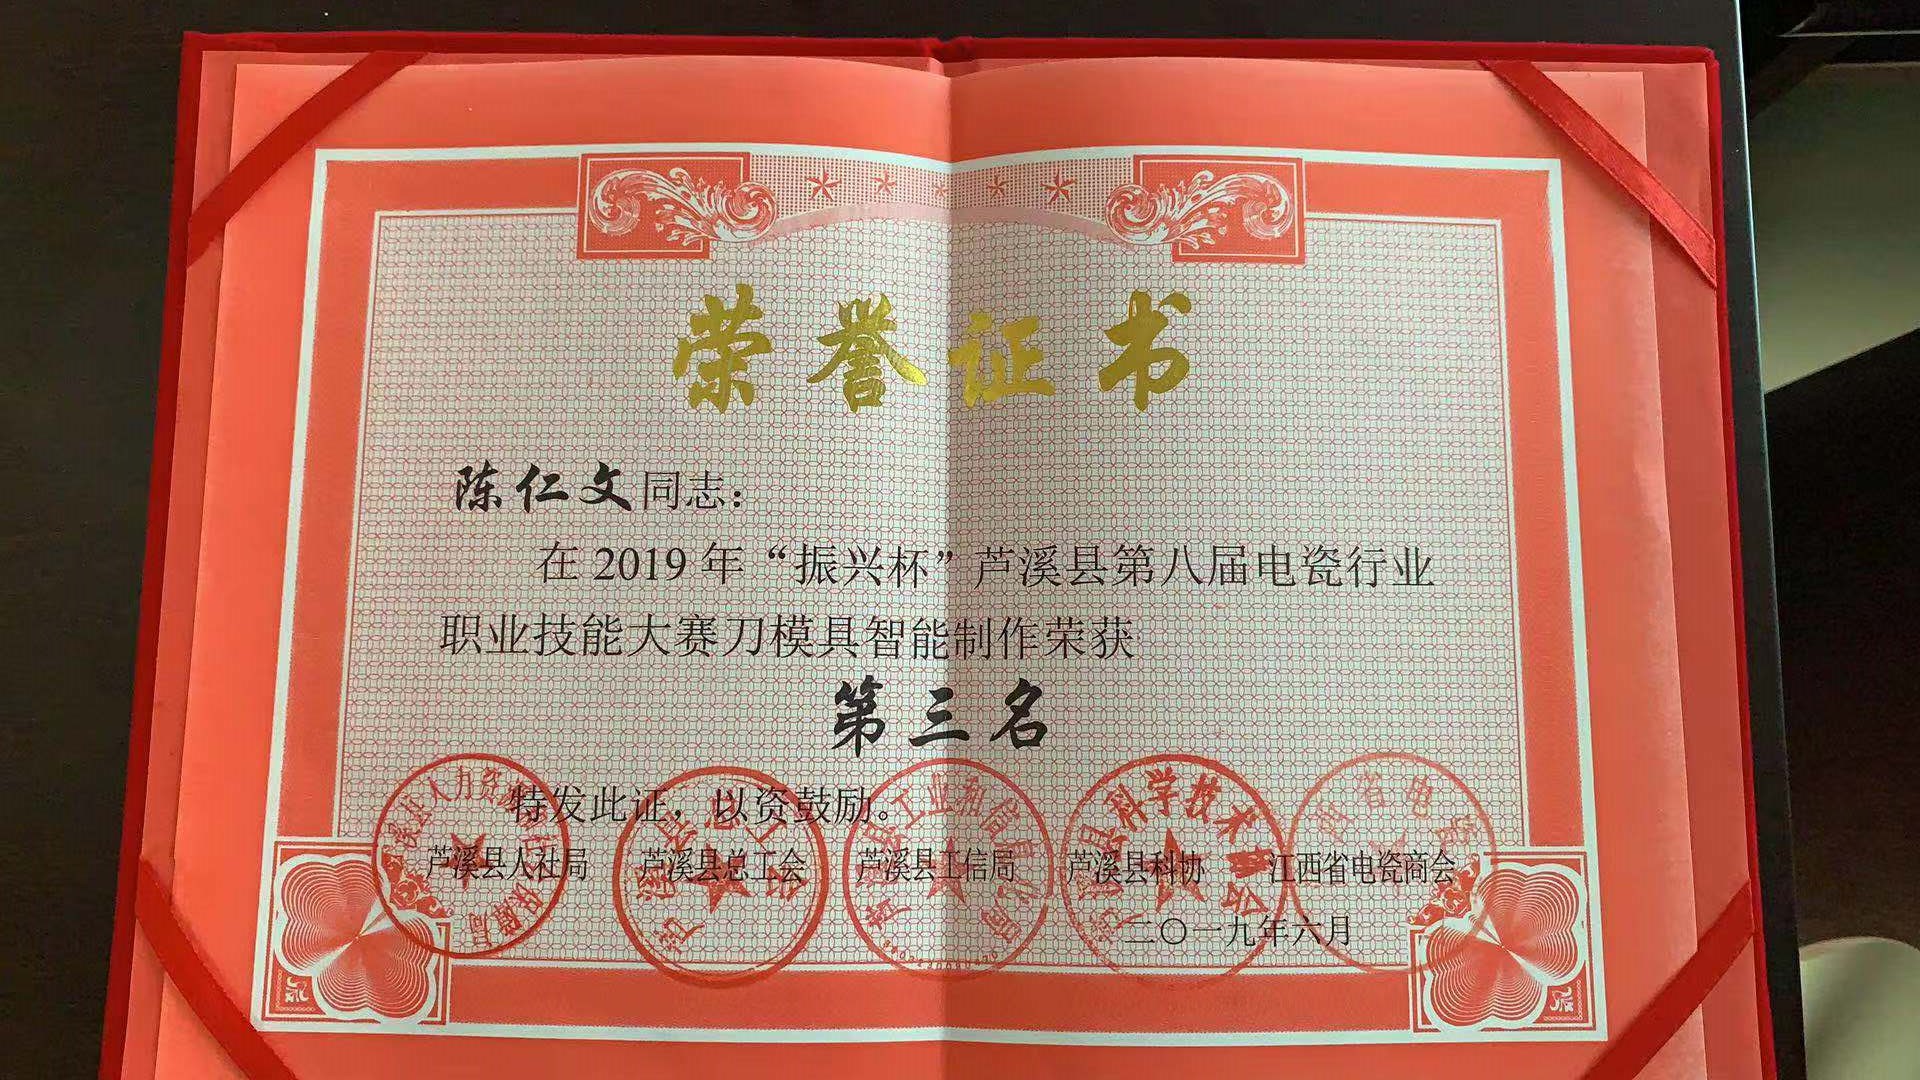 荣誉证书
陈仁文同志：
在 2019 年“振兴杯”芦溪县第八届电瓷行业
职业技能大赛刀模具智能制作荣获
第三名
特发此证，以资鼓励。
芦溪县人社局 芦溪县总工会 芦溪县工信局 芦溪县科协 江西省电瓷商会
二〇一九年六月